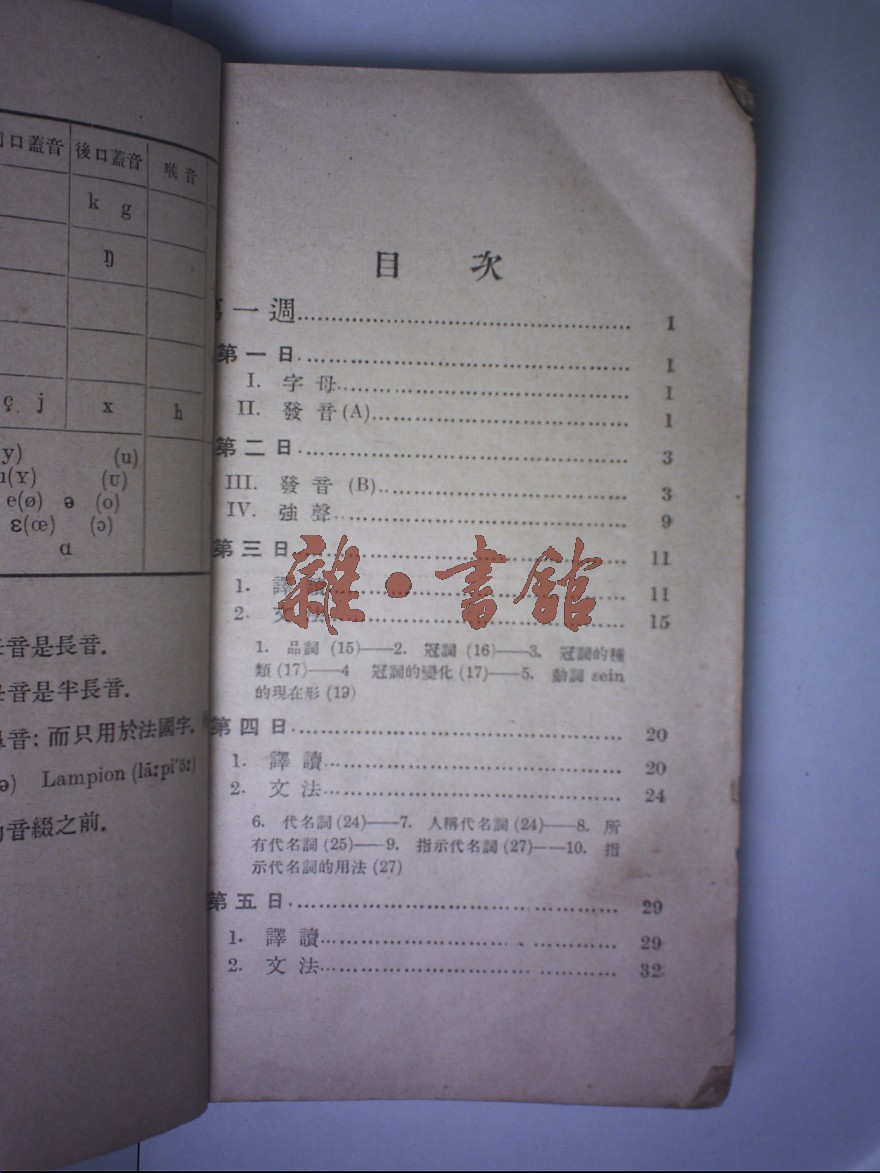 口蓋音 後口蓋音 喉音
k g
ŋ
ç j x h
(y) (u)
(ʏ) (ʊ)
e(ø) ə (o)
ɛ(œ) (ɔ)
ɑ
音是長音.
音是半長音.
音; 而只用於法國字.
Lampion
音綴之前.
目 次
第一週 1
第一日 1
I. 字母 1
II. 發音 (A) 1
第二日 3
III. 發音 (B) 3
IV. 強聲 9
第三日 11
1. 譯讀 11
2. 文法 15
1. 品詞 (15)——2. 冠詞 (16)——3. 冠詞的種
類 (17)——4 冠詞的變化 (17)——5. 動詞 sein
的現在形 (19)
第四日 20
1. 譯讀 20
2. 文法 24
6. 代名詞 (24)——7. 人稱代名詞 (24)——8. 所
有代名詞 (25)——9. 指示代名詞 (27)——10. 指
示代名詞的用法 (27)
第五日 29
1. 譯讀 29
2. 文法 32
雜·書館